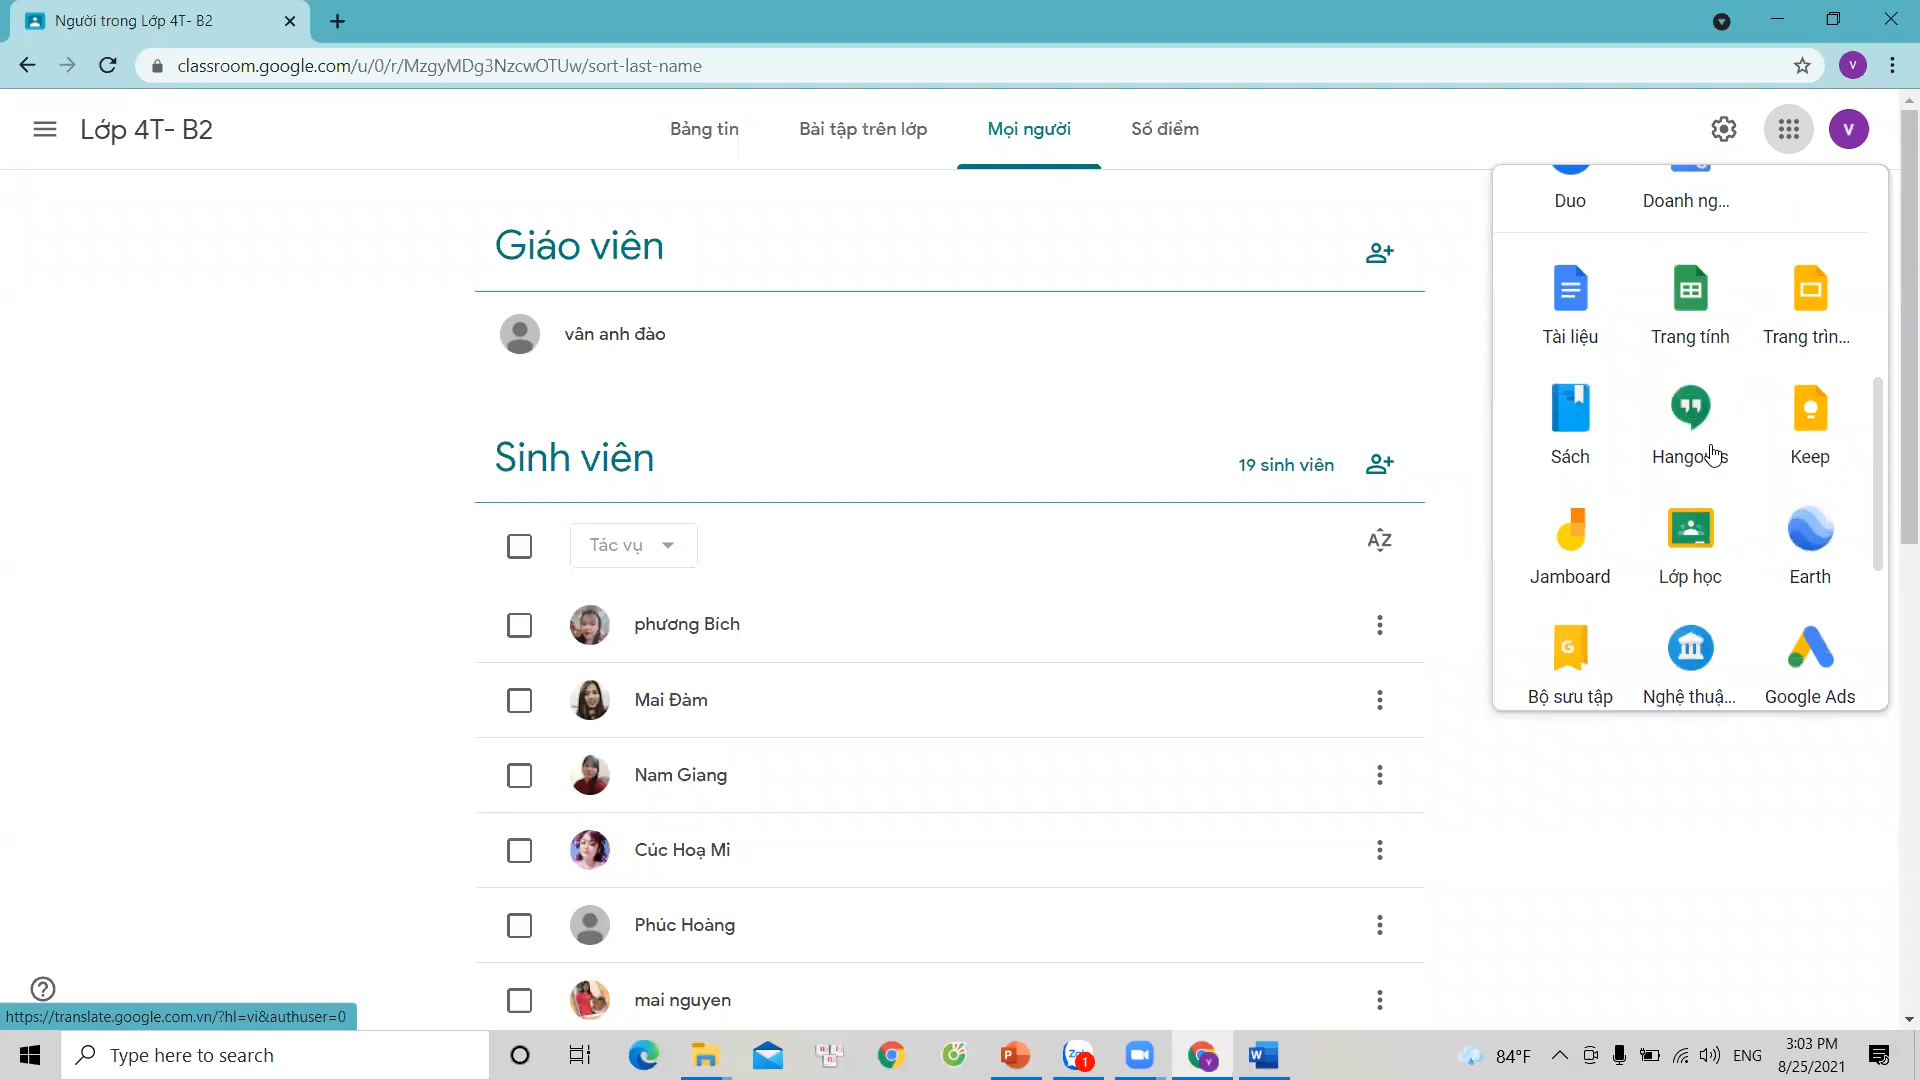 Người trong Lớp 4T- B2
classroom.google.com/u/0/r/MzgyMDg3NzcwOTUw/sort-last-name
V
Lớp 4T- B2
Bảng tin
Bài tập trên lớp
Mọi người
Số điểm
V
Duo
Doanh ng...
Giáo viên
vân anh đào
Tài liệu
Trang tính
Trang trìn...
Sách
Keep
Sinh viên
19 sinh viên
Tác vụ
AZ
Jamboard
Lớp học
Earth
phương Bích
Mai Đàm
G
Bộ sưu tập
Nghệ thuậ...
Google Ads
Nam Giang
Cúc Hoạ Mi
Phúc Hoàng
mai nguyen
https://translate.google.com.vn/?hl=vi&authuser=0
Type here to search
84°F
ENG
3:03 PM
8/25/2021